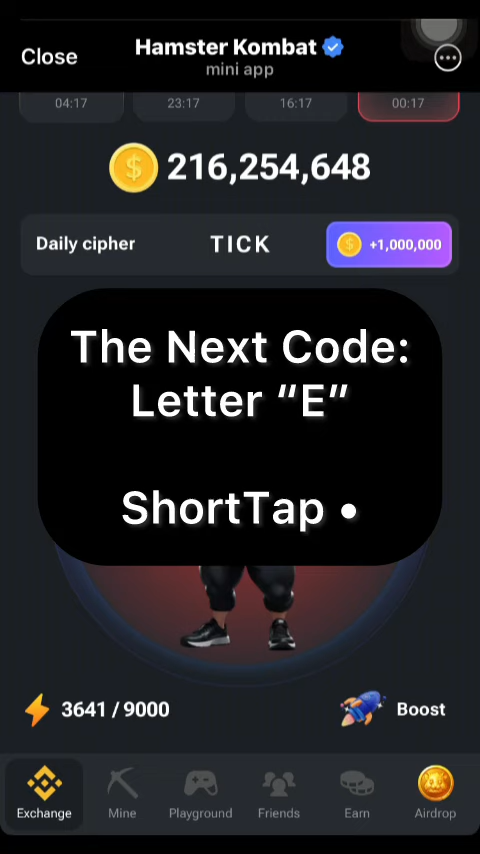 Close
Hamster Kombat
mini app
04:17 23:17 16:17 00:17
216,254,648
Daily cipher TICK +1,000,000
The Next Code:
Letter “E”
ShortTap •
3641 / 9000 Boost
Exchange Mine Playground Friends Earn Airdrop